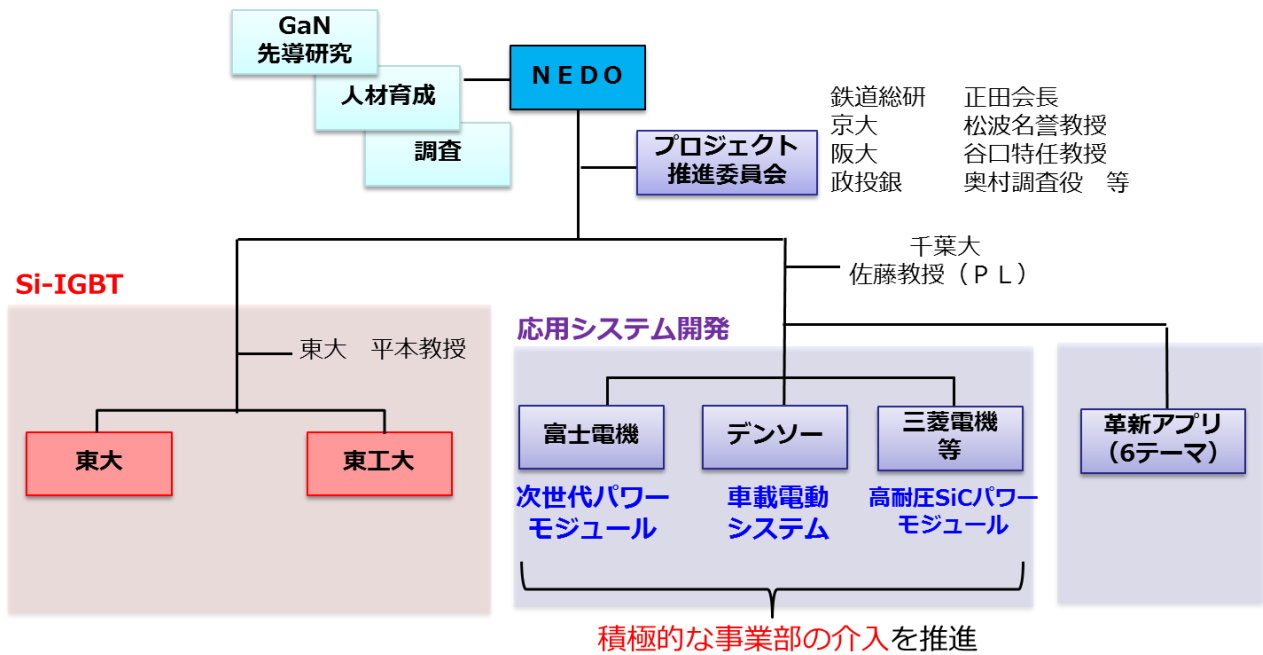 GaN
先導研究
人材育成
調査
ＮＥＤＯ
プロジェクト
推進委員会
鉄道総研　正田会長
京大　松波名誉教授
阪大　谷口特任教授
政投銀　奥村調査役　等
千葉大
佐藤教授（ＰＬ）
Si-IGBT
東大　平本教授
東大
東工大
応用システム開発
富士電機
次世代パワー
モジュール
デンソー
車載電動
システム
三菱電機
等
高耐圧SiCパワー
モジュール
革新アプリ
（6テーマ）
積極的な事業部の介入を推進